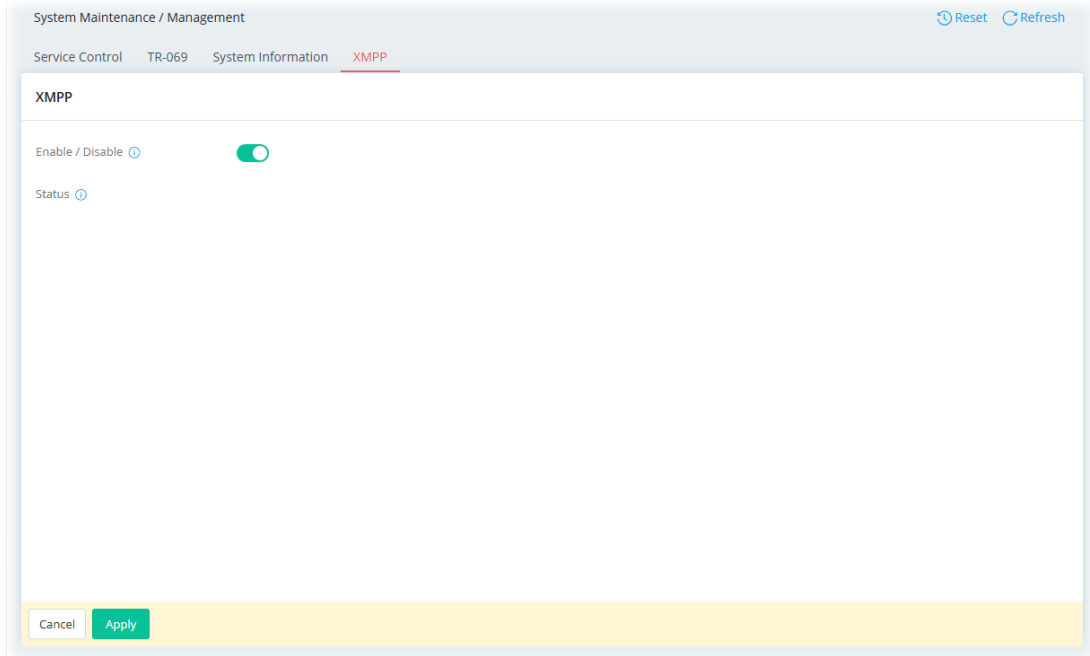 System Maintenance / Management
Reset Refresh
Service Control TR-069 System Information XMPP
XMPP
Enable / Disable
Status
Cancel Apply